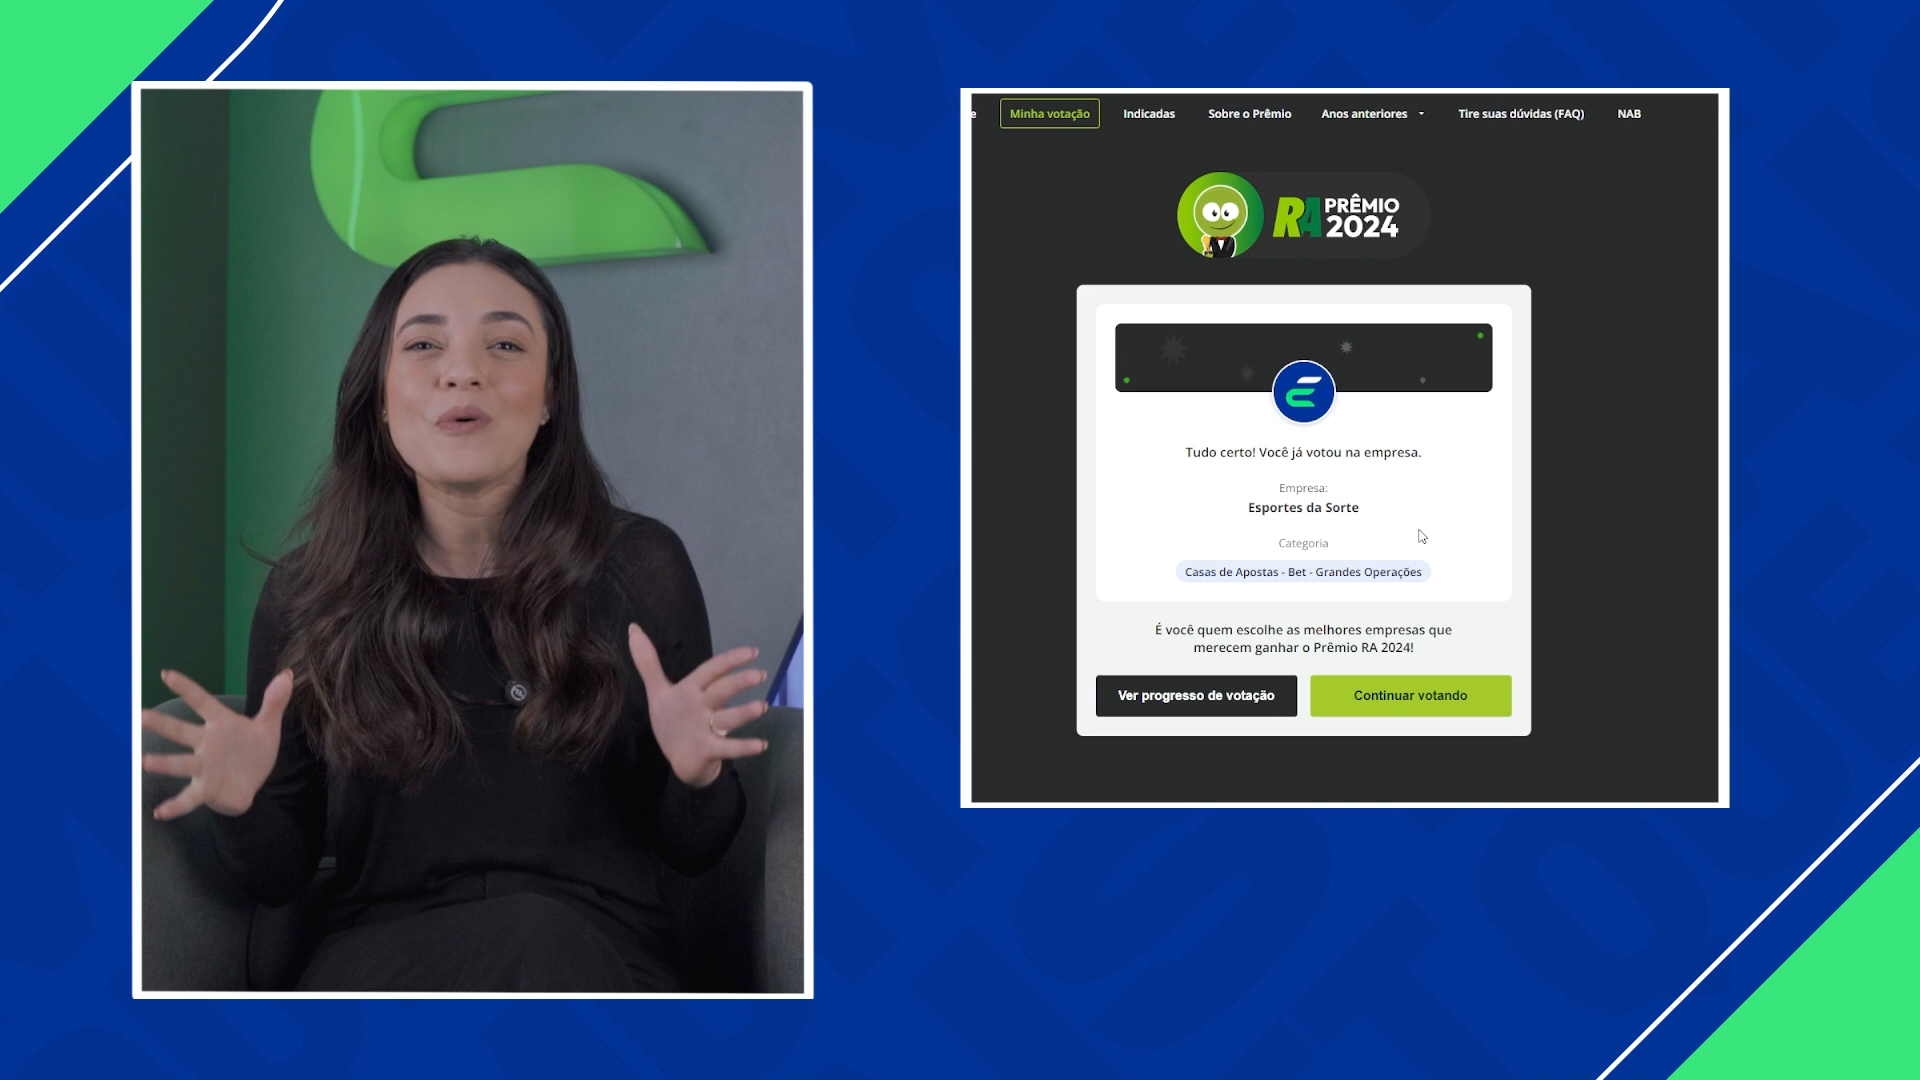 e
Minha votação
Indicadas
Sobre o Prêmio
Anos anteriores
Tire suas dúvidas (FAQ)
NAB
RA PRÊMIO
2024
Tudo certo! Você já votou na empresa.
Empresa:
Esportes da Sorte
Categoria
Casas de Apostas - Bet - Grandes Operações
É você quem escolhe as melhores empresas que
merecem ganhar o Prêmio RA 2024!
Ver progresso de votação
Continuar votando